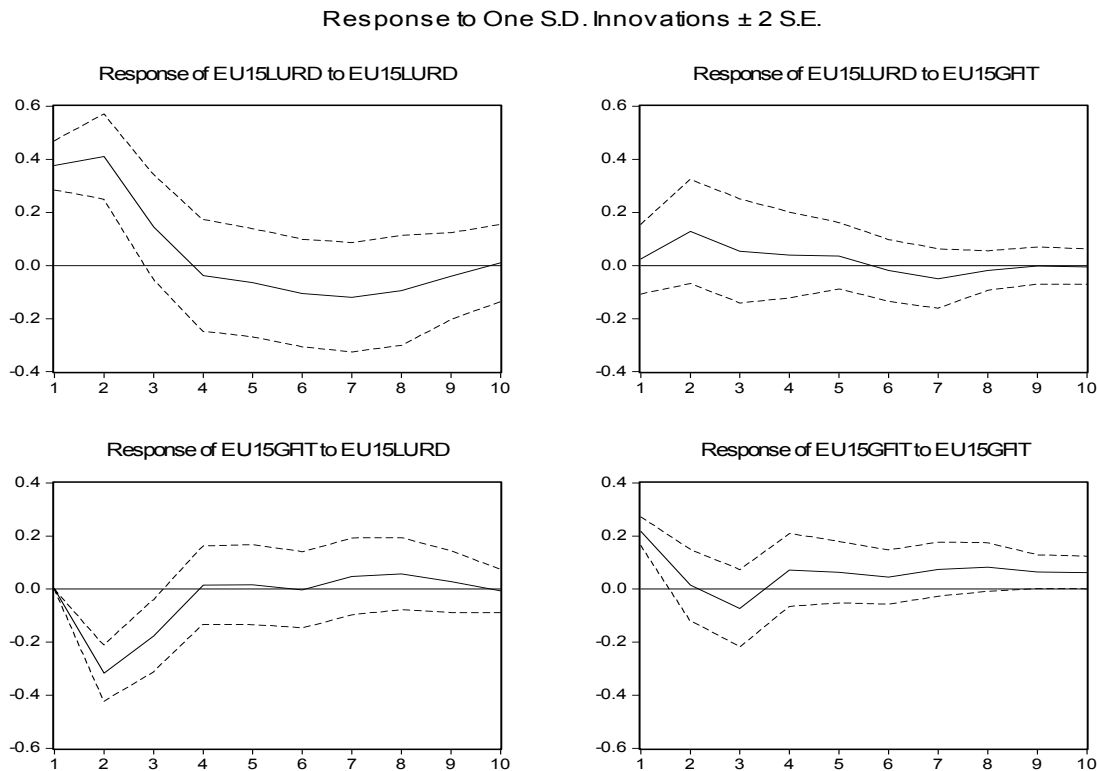 Response to One S.D. Innovations ± 2 S.E.
Response of EU15LURD to EU15LURD
0.6
0.4
0.2
0.0
-0.2
-0.4
1 2 3 4 5 6 7 8 9 10
Response of EU15LURD to EU15GFIT
0.6
0.4
0.2
0.0
-0.2
-0.4
1 2 3 4 5 6 7 8 9 10
Response of EU15GFIT to EU15LURD
0.4
0.2
0.0
-0.2
-0.4
-0.6
1 2 3 4 5 6 7 8 9 10
Response of EU15GFIT to EU15GFIT
0.4
0.2
0.0
-0.2
-0.4
-0.6
1 2 3 4 5 6 7 8 9 10